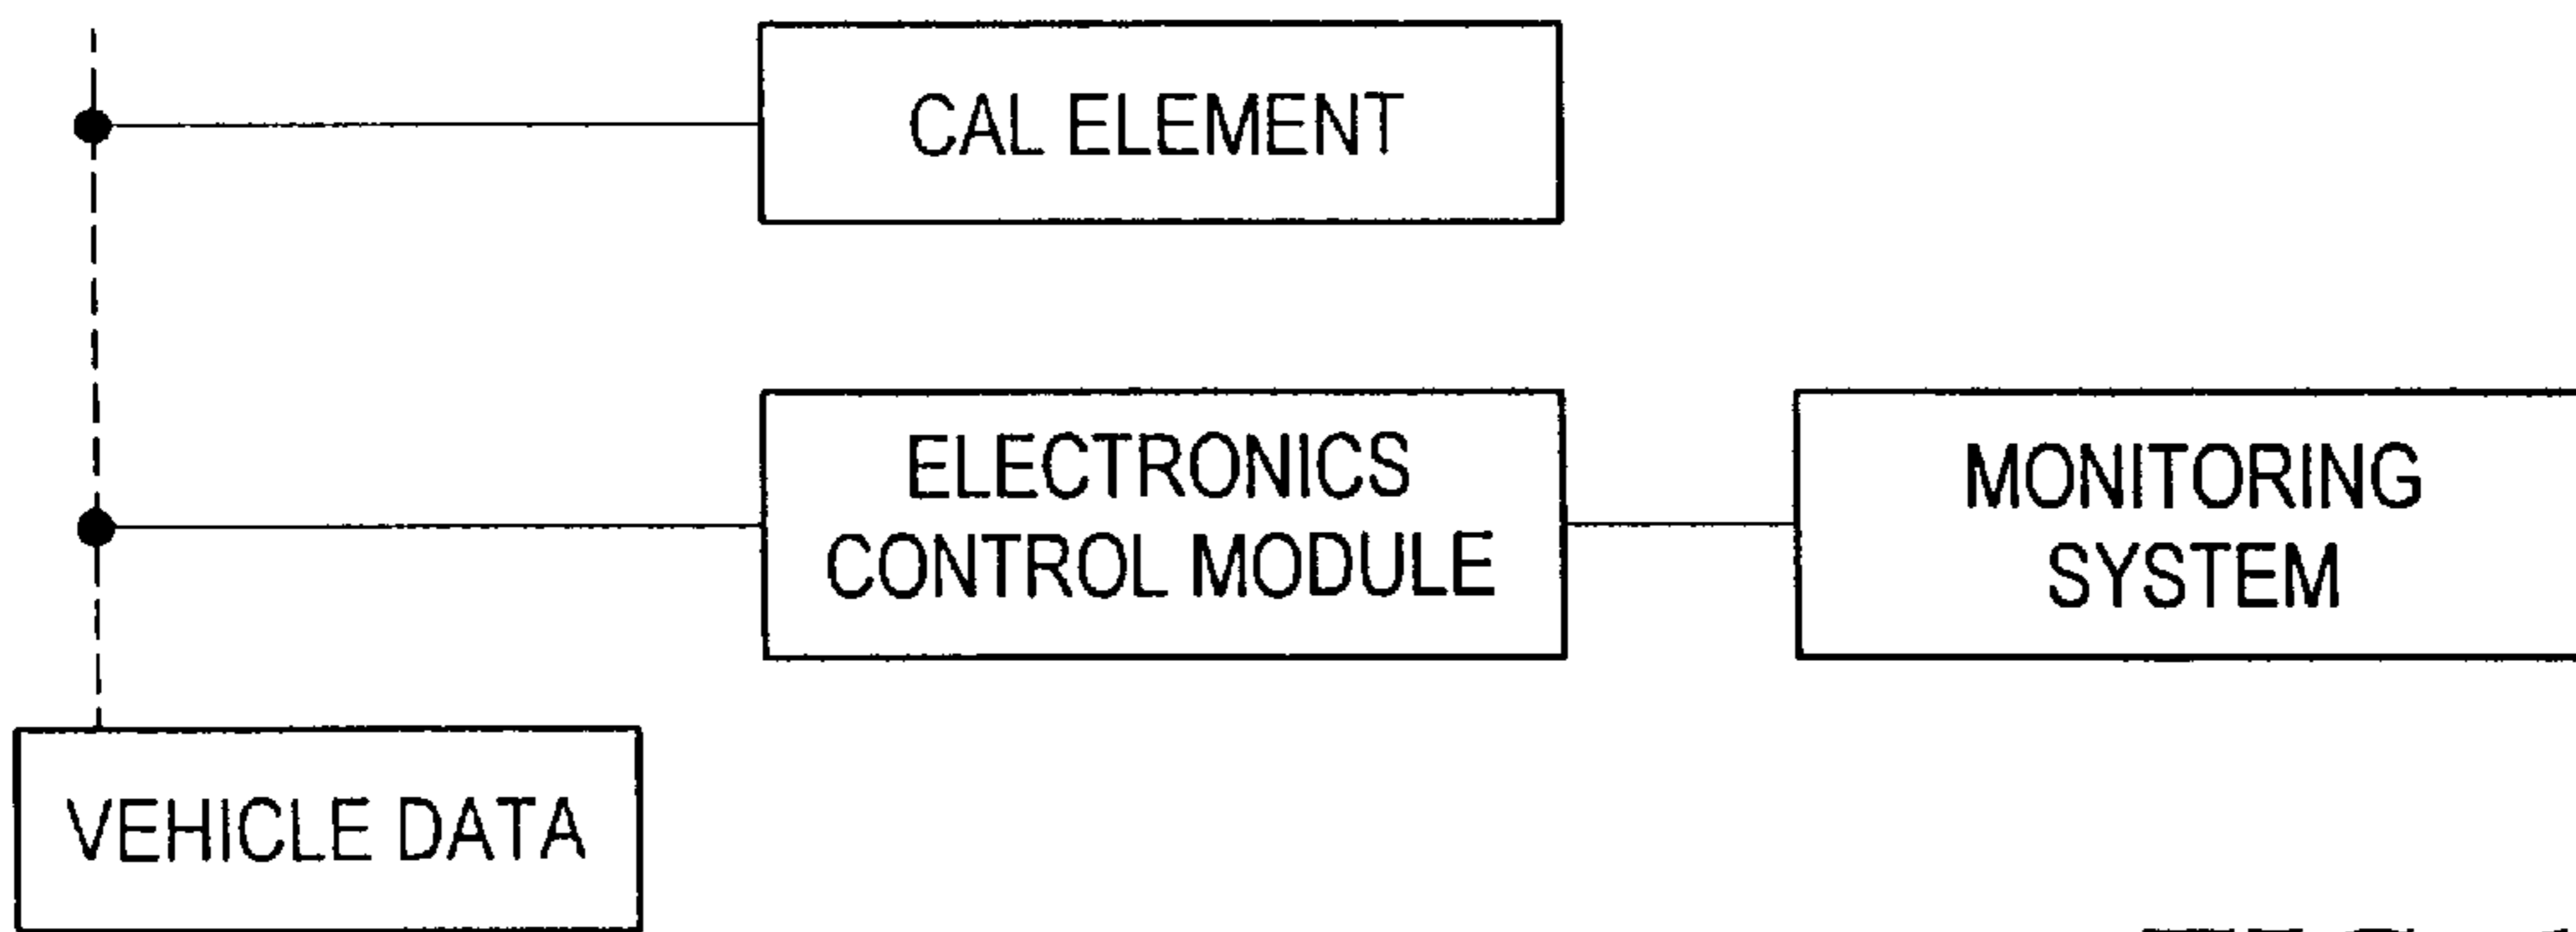 CAL ELEMENT
ELECTRONICS
CONTROL MODULE
MONITORING
SYSTEM
VEHICLE DATA